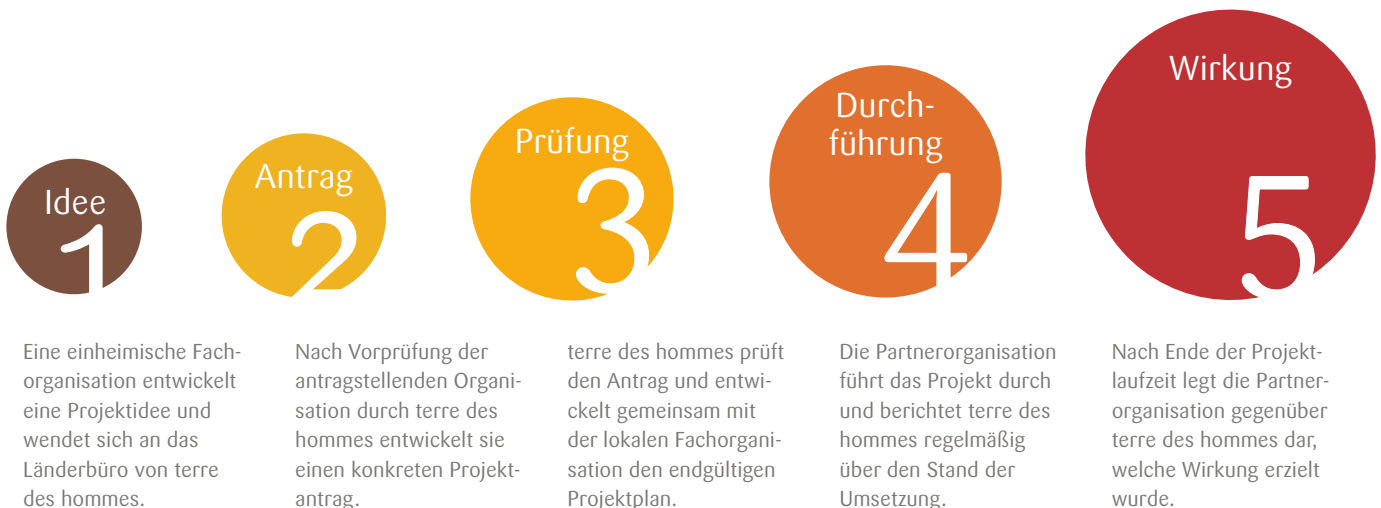 Idee
1
Eine einheimische Fach-
organisation entwickelt
eine Projektidee und
wendet sich an das
Länderbüro von terre
des hommes.
Antrag
2
Nach Vorprüfung der
antragstellenden Organi-
sation durch terre des
hommes entwickelt sie
einen konkreten Projekt-
antrag.
Prüfung
3
terre des hommes prüft
den Antrag und entwi-
ckelt gemeinsam mit
der lokalen Fachorgani-
sation den endgültigen
Projektplan.
Durch-
führung
4
Die Partnerorganisation
führt das Projekt durch
und berichtet terre des
hommes regelmäßig
über den Stand der
Umsetzung.
Wirkung
5
Nach Ende der Projekt-
laufzeit legt die Partner-
organisation gegenüber
terre des hommes dar,
welche Wirkung erzielt
wurde.